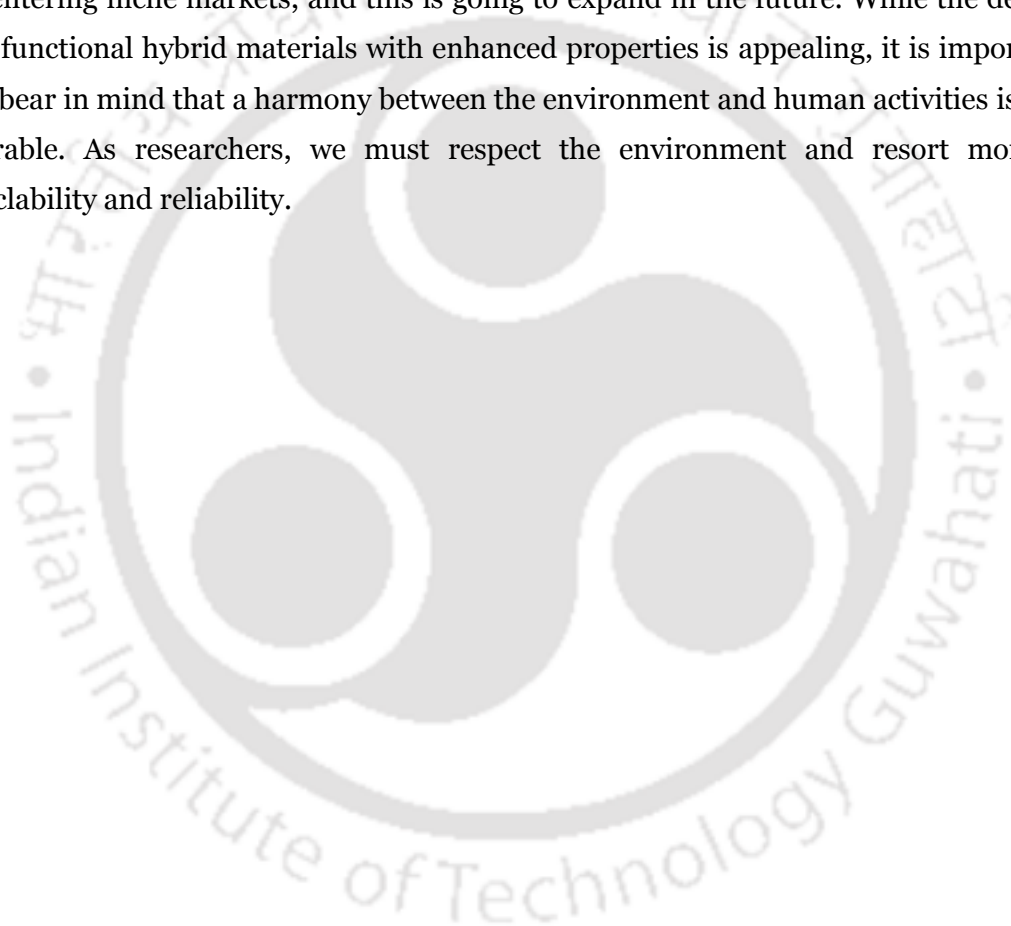 entering niche markets, and this is going to expand in the future. While the de
functional hybrid materials with enhanced properties is appealing, it is impor
bear in mind that a harmony between the environment and human activities is
rable. As researchers, we must respect the environment and resort mor
clability and reliability.
भारतीय
गुवाहाटी
• Indian Institute of Technology Guwahati •